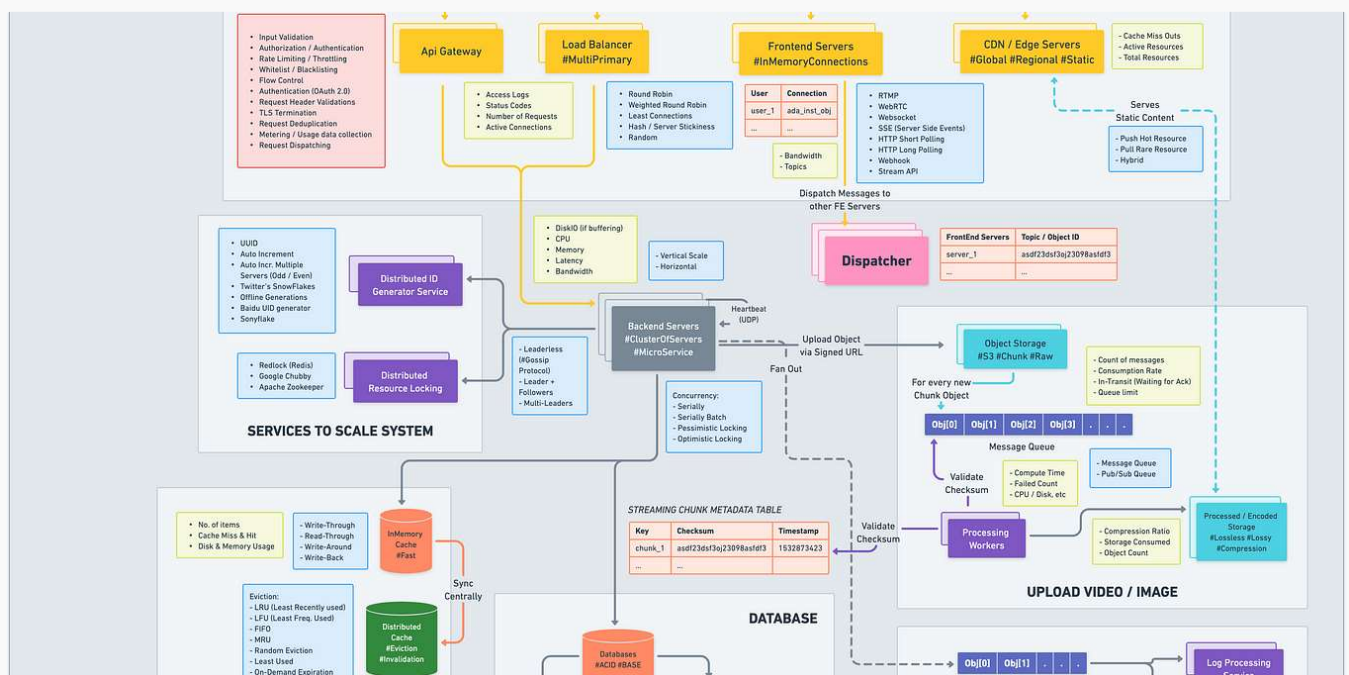 • Input Validation
• Authorization / Authentication
• Rate Limiting / Throttling
• Whitelist / Blacklisting
• Flow Control
• Authentication (OAuth 2.0)
• Request Header Validations
• TLS Termination
• Request Deduplication
• Metering / Usage data collection
• Request Dispatching
Api Gateway
Load Balancer
#MultiPrimary
Frontend Servers
#InMemoryConnections
CDN / Edge Servers
#Global #Regional #Static
- Cache Miss Outs
- Active Resources
- Total Resources
• Access Logs
• Status Codes
• Number of Requests
• Active Connections
• Round Robin
• Weighted Round Robin
• Least Connections
• Hash / Server Stickiness
• Random
User Connection
user_1 ada_inst_obj
... ...
- Bandwidth
- Topics
• RTMP
• WebRTC
• Websocket
• SSE (Server Side Events)
• HTTP Short Polling
• HTTP Long Polling
• Webhook
• Stream API
Serves
Static Content
- Push Hot Resource
- Pull Rare Resource
- Hybrid
Dispatch Messages to
other FE Servers
Dispatcher
FrontEnd Servers Topic / Object ID
server_1 asdf23dsf3oj23098asfdf3
... ...
• UUID
• Auto Increment
• Auto Incr. Multiple
Servers (Odd / Even)
• Twitter's SnowFlakes
• Offline Generations
• Baidu UID generator
• Sonyflake
Distributed ID
Generator Service
• Redlock (Redis)
• Google Chubby
• Apache Zookeeper
Distributed
Resource Locking
SERVICES TO SCALE SYSTEM
• DiskIO (if buffering)
• CPU
• Memory
• Latency
• Bandwidth
- Vertical Scale
- Horizontal
Heartbeat
(UDP)
Backend Servers
#ClusterOfServers
#MicroService
- Leaderless
(#Gossip
Protocol)
- Leader +
Followers
- Multi-Leaders
Concurrency:
- Serially
- Serially Batch
- Pessimistic Locking
- Optimistic Locking
Upload Object
via Signed URL
Fan Out
Object Storage
#S3 #Chunk #Raw
For every new
Chunk Object
- Count of messages
- Consumption Rate
- In-Transit (Waiting for Ack)
- Queue limit
Obj[0] Obj[1] Obj[2] Obj[3] . . .
Message Queue
Validate
Checksum
- Compute Time
- Failed Count
- CPU / Disk, etc
- Message Queue
- Pub/Sub Queue
Processing
Workers
- Compression Ratio
- Storage Consumed
- Object Count
Processed / Encoded
Storage
#Lossless #Lossy
#Compression
UPLOAD VIDEO / IMAGE
STREAMING CHUNK METADATA TABLE
Key Checksum Timestamp
chunk_1 asdf23dsf3oj23098asfdf3 1532873423
... ...
Validate
Checksum
• No. of items
• Cache Miss & Hit
• Disk & Memory Usage
- Write-Through
- Read-Through
- Write-Around
- Write-Back
InMemory
Cache
#Fast
Sync
Centrally
Eviction:
- LRU (Least Recently used)
- LFU (Least Freq. Used)
- FIFO
- MRU
- Random Eviction
- Least Used
- On-Demand Expiration
Distributed
Cache
#Eviction
#Invalidation
DATABASE
Databases
#ACID #BASE
Obj[0] Obj[1] . . .
Log Processing
Service